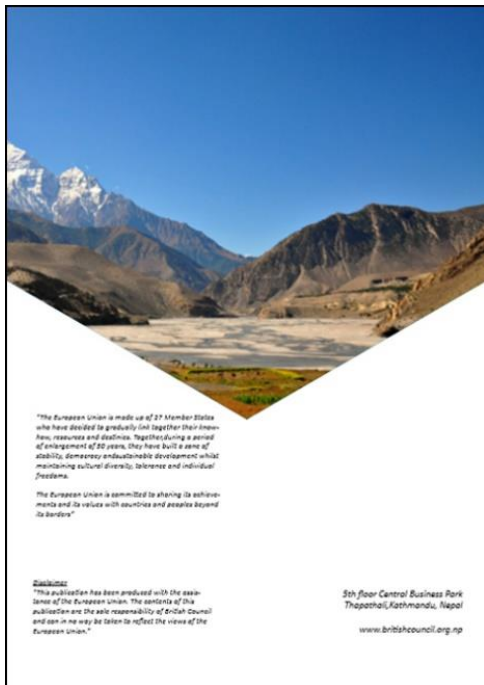 "The European Union is made up of 27 Member States
who have decided to gradually link together their know-
how, resources and destinies. Together,during a period
of enlargement of 50 years, they have built a zone of
stability, democracy andsustainable development whilst
maintaining cultural diversity, tolerance and individual
freedoms.
The European Union is committed to sharing its achieve-
ments and its values with countries and peoples beyond
its borders"
Disclaimer
"This publication has been produced with the assis-
tance of the European Union. The contents of this
publication are the sole responsibility of British Council
and can in no way be taken to reflect the views of the
European Union."
5th floor Central Business Park
Thapathali,Kathmandu, Nepal
www.britishcouncil.org.np